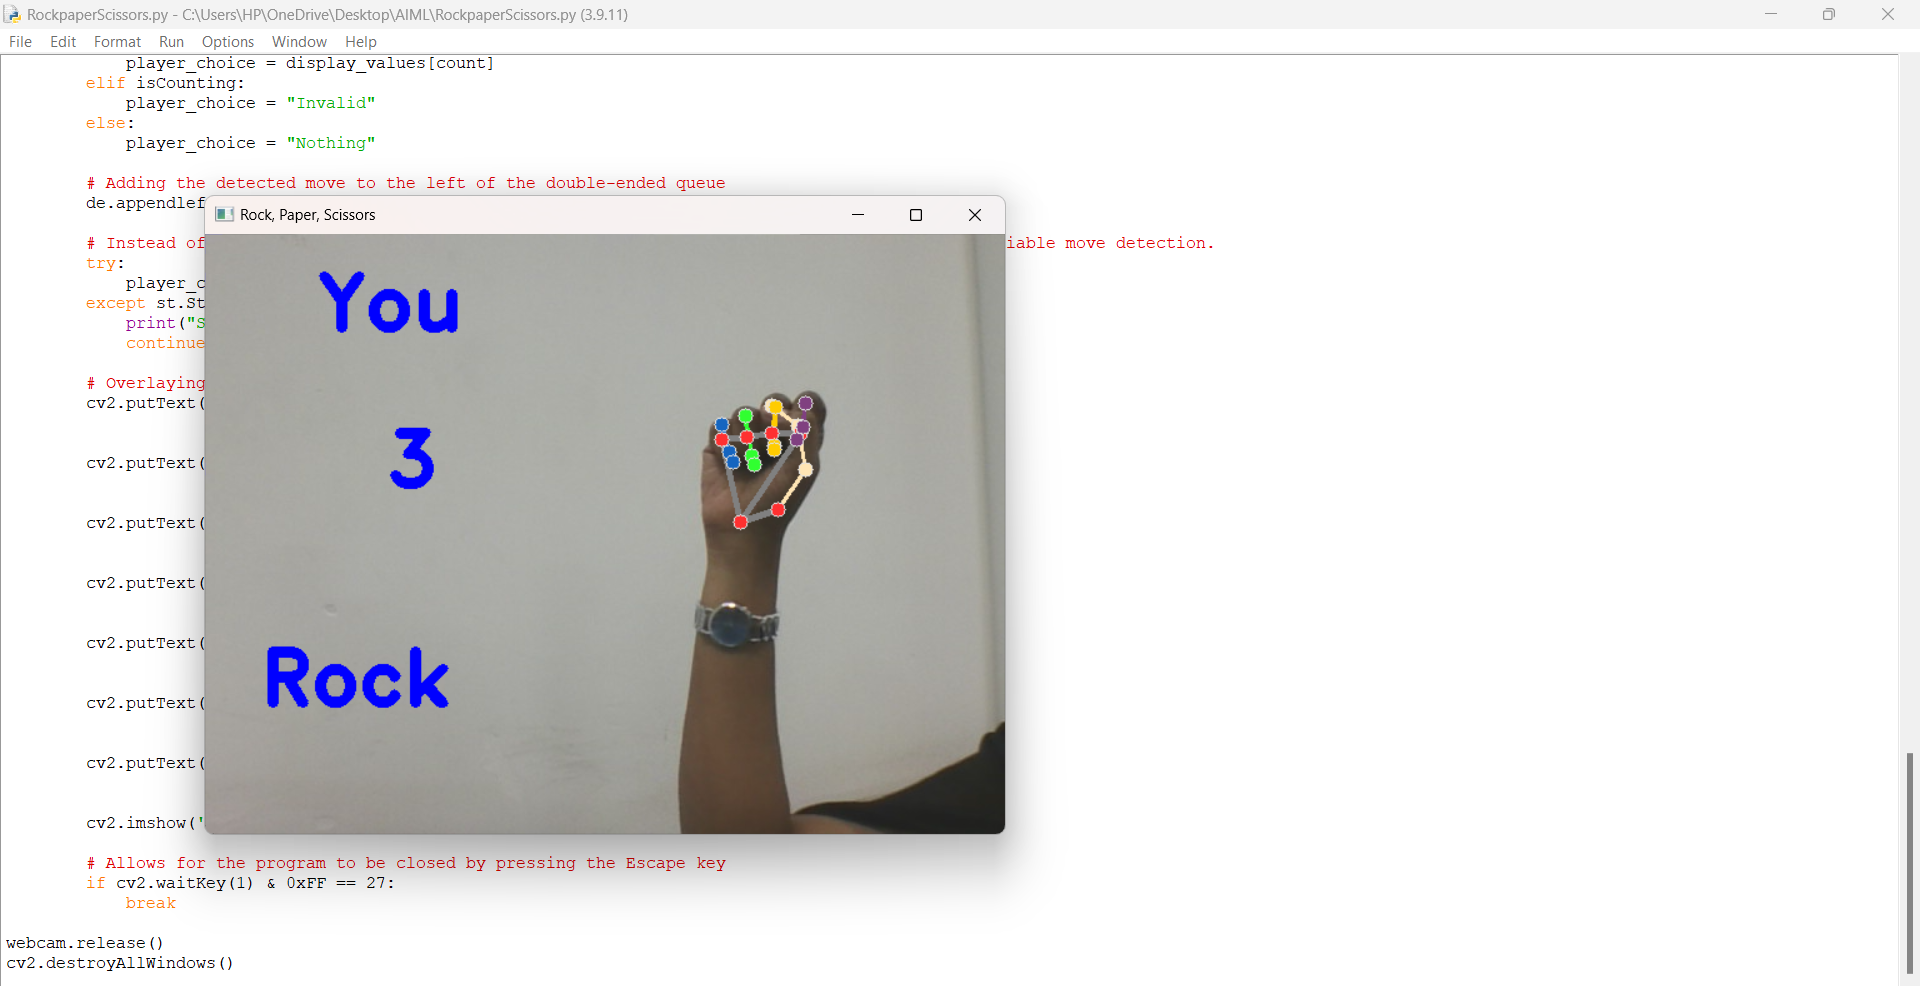 RockpaperScissors.py - C:\Users\HP\OneDrive\Desktop\AIML\RockpaperScissors.py (3.9.11)
File Edit Format Run Options Window Help
player_choice = display_values[count]
elif isCounting:
player_choice = "Invalid"
else:
player_choice = "Nothing"
# Adding the detected move to the left of the double-ended queue
de.appendlef
Rock, Paper, Scissors
# Instead of
iable move detection.
try:
player_c
except st.St
print("S
continue
# Overlaying
cv2.putText(
cv2.putText(
cv2.putText(
cv2.putText(
cv2.putText(
cv2.putText(
cv2.putText(
cv2.imshow('
You
3
Rock
# Allows for the program to be closed by pressing the Escape key
if cv2.waitKey(1) & 0xFF == 27:
break
webcam.release()
cv2.destroyAllWindows()